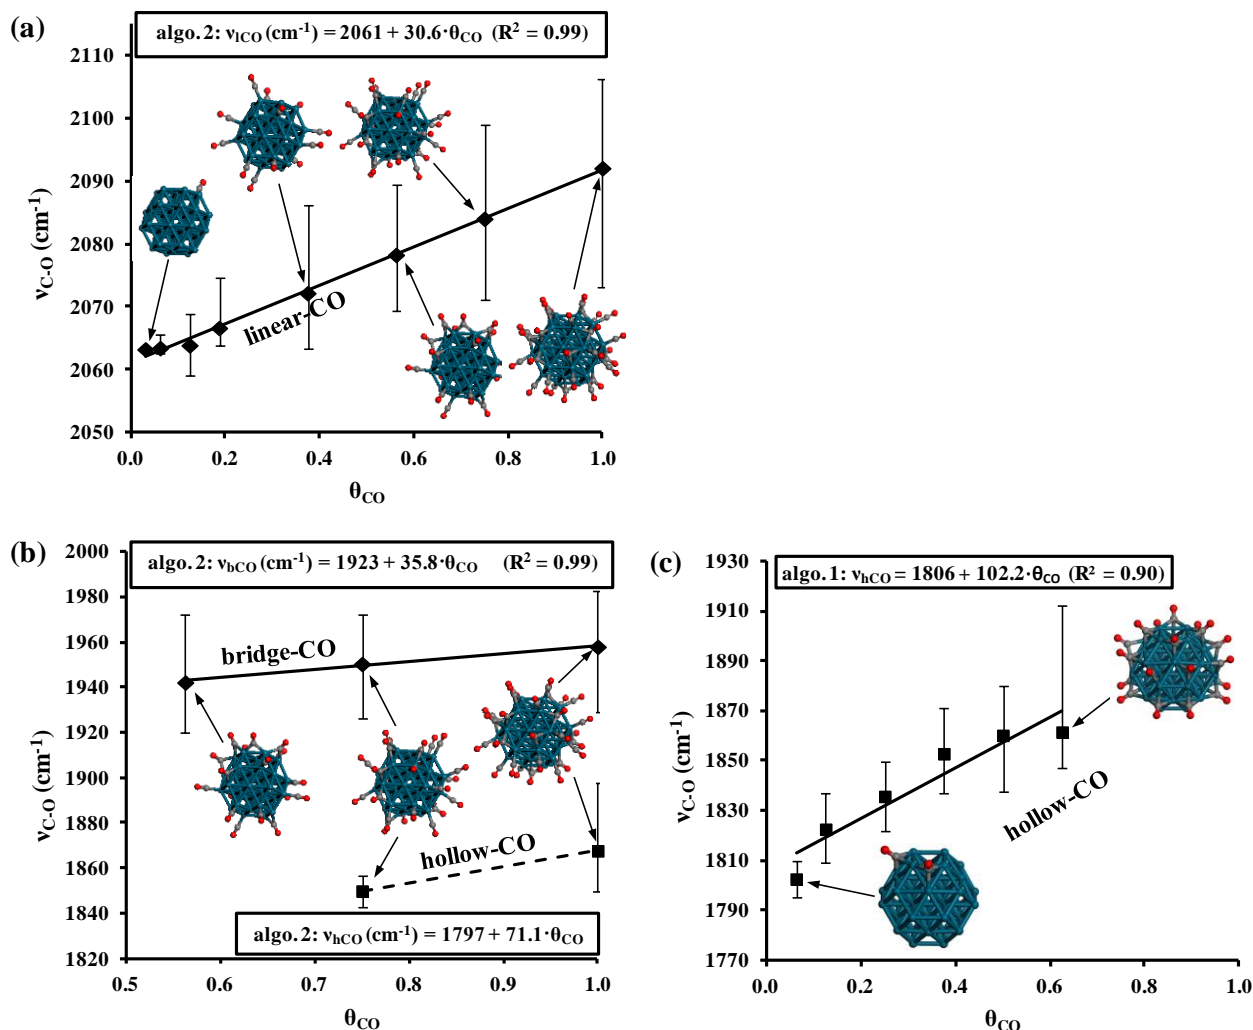 (a)
algo. 2: νlCO (cm-1) = 2061 + 30.6·θCO (R2 = 0.99)
2110
2100
2090
2080
2070
2060
2050
νC-O (cm-1)
linear-CO
0.0 0.2 0.4 0.6 0.8 1.0
θCO
(b)
algo. 2: νbCO (cm-1) = 1923 + 35.8·θCO (R2 = 0.99)
2000
1980
1960
1940
1920
1900
1880
1860
1840
1820
νC-O (cm-1)
bridge-CO
hollow-CO
algo. 2: νhCO (cm-1) = 1797 + 71.1·θCO
0.5 0.6 0.7 0.8 0.9 1.0
θCO
(c)
algo. 1: νhCO = 1806 + 102.2·θCO (R2 = 0.90)
1930
1910
1890
1870
1850
1830
1810
1790
1770
νC-O (cm-1)
hollow-CO
0.0 0.2 0.4 0.6 0.8 1.0
θCO